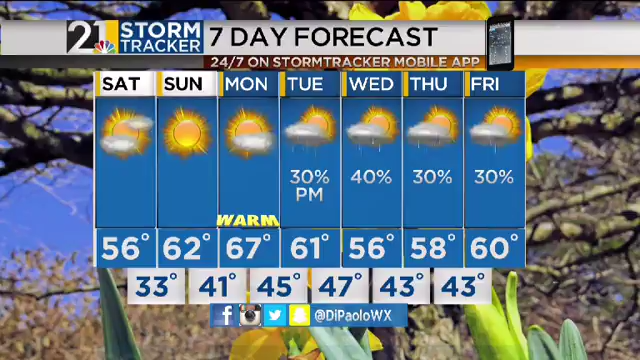 21 STORM TRACKER 7 DAY FORECAST
24/7 ON STORMTRACKER MOBILE APP
SAT SUN MON TUE WED THU FRI
30% PM 40% 30% 30%
WARM
56° 62° 67° 61° 56° 58° 60°
33° 41° 45° 47° 43° 43°
@DiPaoloWX